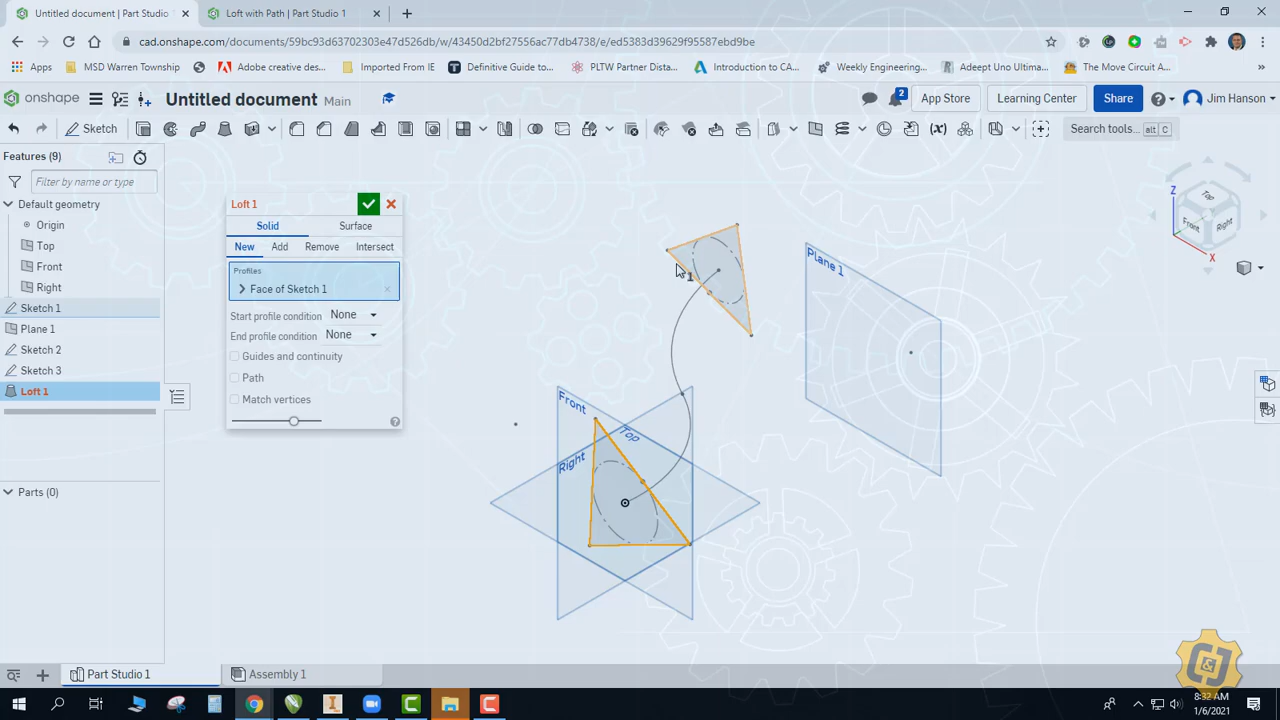 Untitled document | Part Studio 1
Loft with Path | Part Studio 1
cad.onshape.com/documents/59bc93d63702303e47d526db/w/43450d2bf27556ac77db4738/e/ed5383d39629f95587ebd9be
Apps
MSD Warren Township
Adobe creative des...
Imported From IE
Definitive Guide to...
PLTW Partner Dista...
Introduction to CA...
Weekly Engineering...
Adeept Uno Ultima...
The Move Circuit A...
onshape
Untitled document Main
2
App Store
Learning Center
Share
Jim Hanson
Sketch
Search tools... alt C
Features (9)
Filter by name or type
Default geometry
Origin
Top
Front
Right
Sketch 1
Plane 1
Sketch 2
Sketch 3
Loft 1
Parts (0)
Loft 1
Solid Surface
New Add Remove Intersect
Profiles
Face of Sketch 1
Start profile condition None
End profile condition None
Guides and continuity
Path
Match vertices
1
Plane 1
Front
Top
Right
Z
Top
Front
Right
X
Part Studio 1
Assembly 1
8:32 AM
1/6/2021